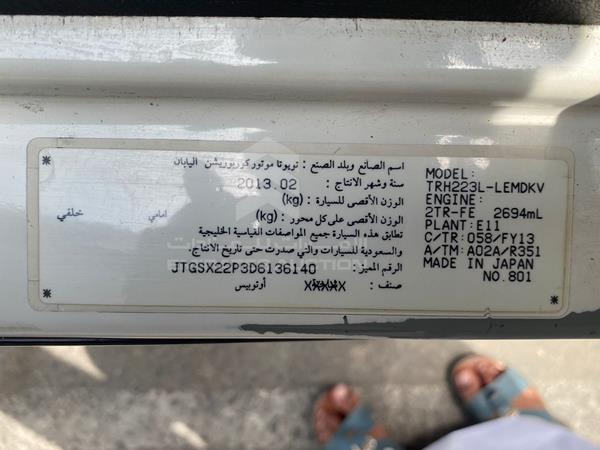 اسم الصانع وبلد الصنع : تويوتا موتور كوربوريشن اليابان
سنة وشهر الانتاج : 2013.02
الوزن الأقصى للسيارة : (kg)
الوزن الأقصى على كل محور : (kg) امامي خلفي
تطابق هذه السيارة جميع المواصفات القياسية الخليجية
والسعودية للسيارات والتي صدرت حتى تاريخ الانتاج.
الرقم المميز : JTGSX22P3D6136140
صنف : أوتوبيس
MODEL:
TRH223L-LEMDKV
ENGINE:
2TR-FE 2694mL
PLANT: E11
C/TR: 058/FY13
A/TM: A02A/R351
MADE IN JAPAN
NO.801